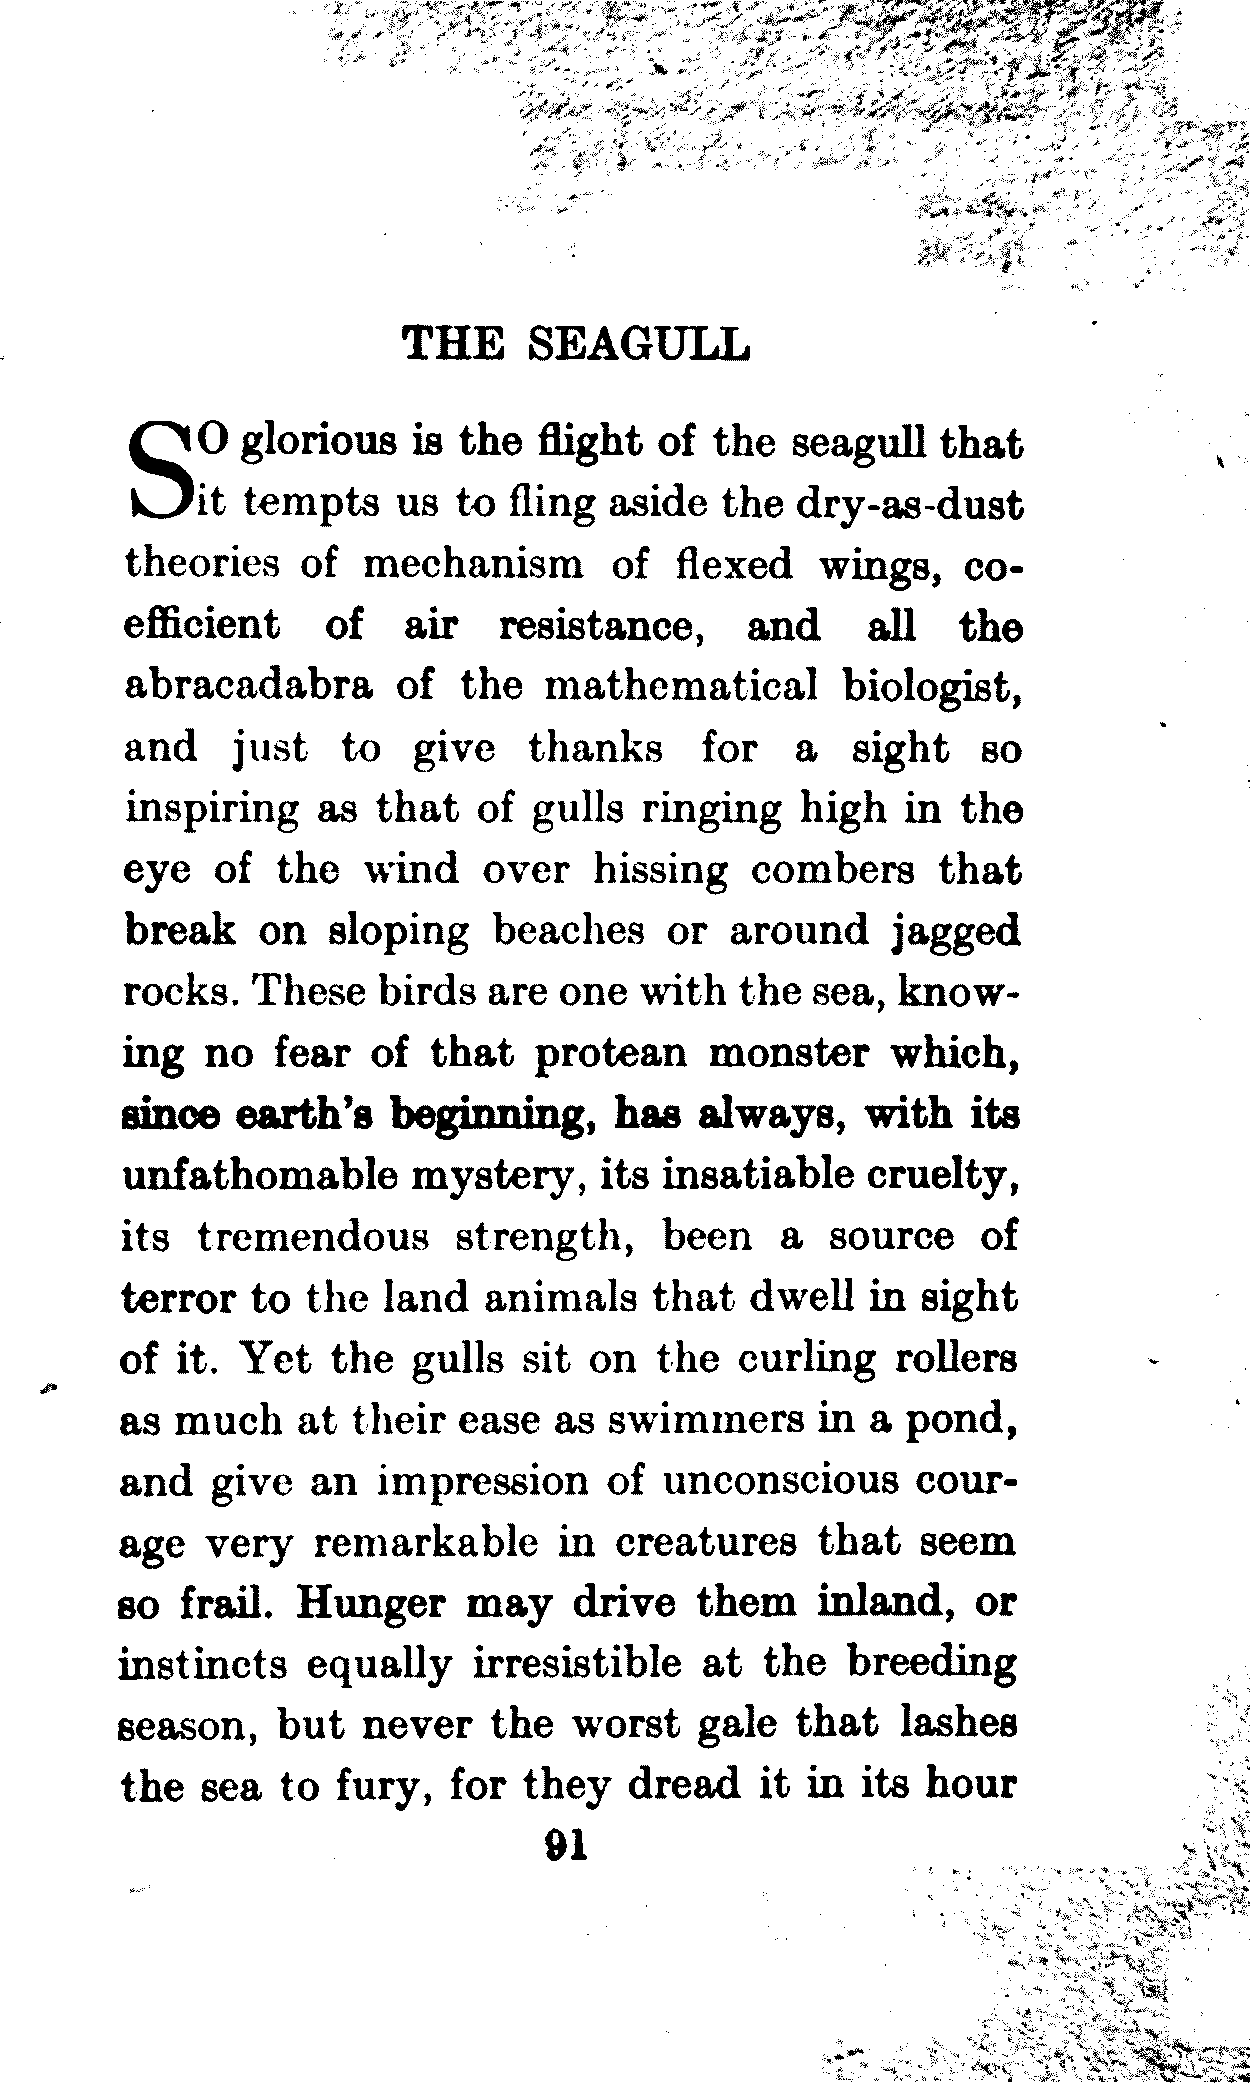 THE SEAGULL
SO glorious is the flight of the seagull that
it tempts us to fling aside the dry-as-dust
theories of mechanism of flexed wings, co-
efficient of air resistance, and all the
abracadabra of the mathematical biologist,
and just to give thanks for a sight so
inspiring as that of gulls ringing high in the
eye of the wind over hissing combers that
break on sloping beaches or around jagged
rocks. These birds are one with the sea, know-
ing no fear of that protean monster which,
since earth's beginning, has always, with its
unfathomable mystery, its insatiable cruelty,
its tremendous strength, been a source of
terror to the land animals that dwell in sight
of it. Yet the gulls sit on the curling rollers
as much at their ease as swimmers in a pond,
and give an impression of unconscious cour-
age very remarkable in creatures that seem
so frail. Hunger may drive them inland, or
instincts equally irresistible at the breeding
season, but never the worst gale that lashes
the sea to fury, for they dread it in its hour
91